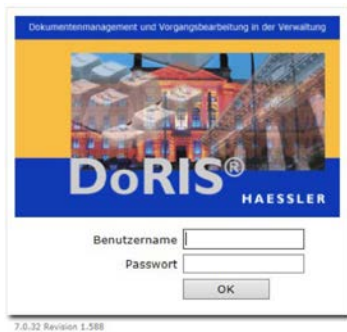 Dokumentenmanagement und Vorgangsbearbeitung in der Verwaltung
DoRIS®
HAESSLER
Benutzername
Passwort
OK
7.0.32 Revision 1.588